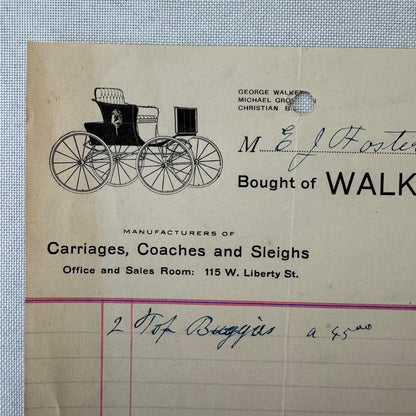 GEORGE WALKER
MICHAEL
CHRISTIAN
M E J Foster
Bought of WALK
MANUFACTURERS OF
Carriages, Coaches and Sleighs
Office and Sales Room: 115 W. Liberty St.
2 Top Buggies a 45.00